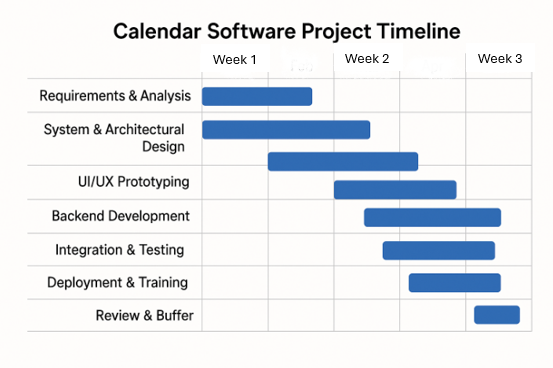 Calendar Software Project Timeline
Week 1 Week 2 Week 3
Requirements & Analysis
System & Architectural
Design
UI/UX Prototyping
Backend Development
Integration & Testing
Deployment & Training
Review & Buffer